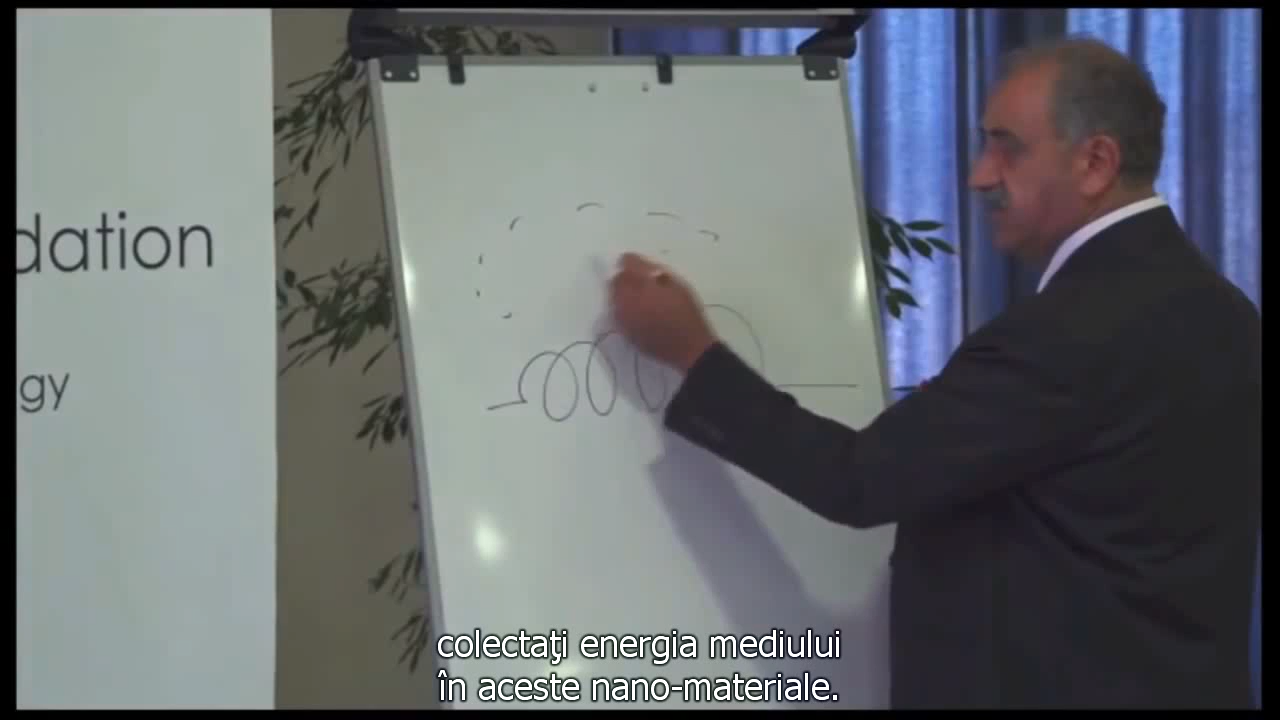 dation
gy
colectaţi energia mediului
în aceste nano-materiale.